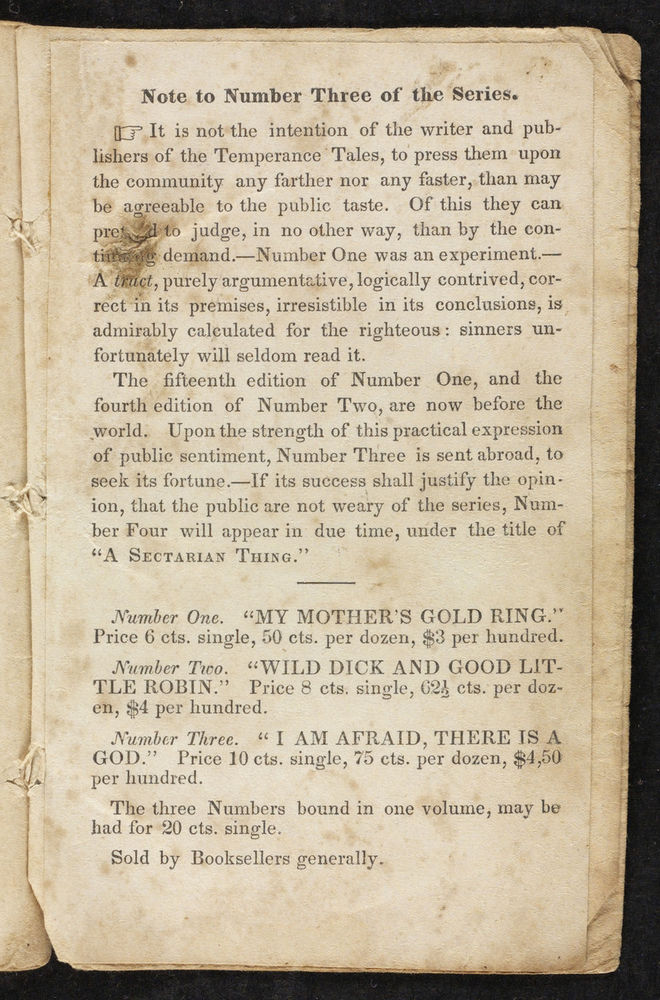 Note to Number Three of the Series.
☞ It is not the intention of the writer and pub-
lishers of the Temperance Tales, to press them upon
the community any farther nor any faster, than may
be agreeable to the public taste. Of this they can
to judge, in no other way, than by the con-
demand.—Number One was an experiment.—
A tract, purely argumentative, logically contrived, cor-
rect in its premises, irresistible in its conclusions, is
admirably calculated for the righteous: sinners un-
fortunately will seldom read it.
The fifteenth edition of Number One, and the
fourth edition of Number Two, are now before the
world. Upon the strength of this practical expression
of public sentiment, Number Three is sent abroad, to
seek its fortune.—If its success shall justify the opin-
ion, that the public are not weary of the series, Num-
ber Four will appear in due time, under the title of
“A SECTARIAN THING.”
Number One. “MY MOTHER'S GOLD RING.”
Price 6 cts. single, 50 cts. per dozen, $3 per hundred.
Number Two. “WILD DICK AND GOOD LIT-
TLE ROBIN.” Price 8 cts. single, 62½ cts. per doz-
en, $4 per hundred.
Number Three. “ I AM AFRAID, THERE IS A
GOD.” Price 10 cts. single, 75 cts. per dozen, $4,50
per hundred.
The three Numbers bound in one volume, may be
had for 20 cts. single.
Sold by Booksellers generally.